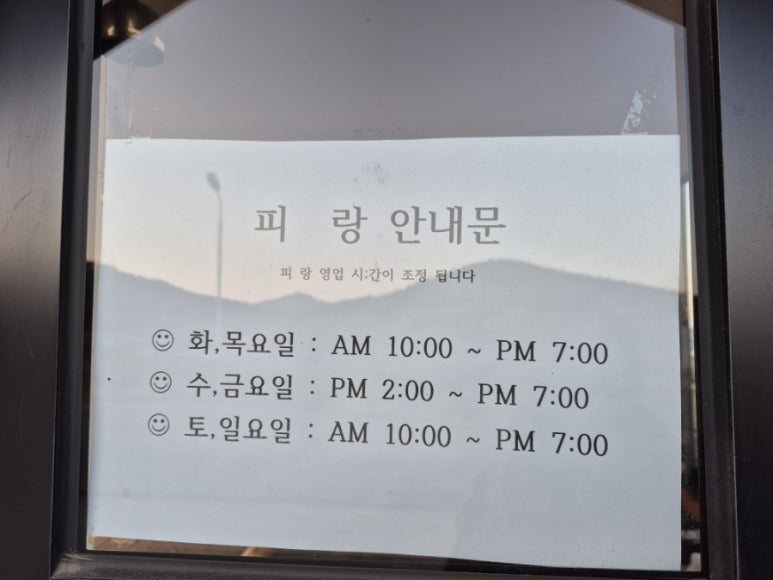 피 랑 안내문
피 랑 영업 시:간이 조정 됩니다
☺ 화,목요일 : AM 10:00 ~ PM 7:00
☺ 수,금요일 : PM 2:00 ~ PM 7:00
☺ 토,일요일 : AM 10:00 ~ PM 7:00